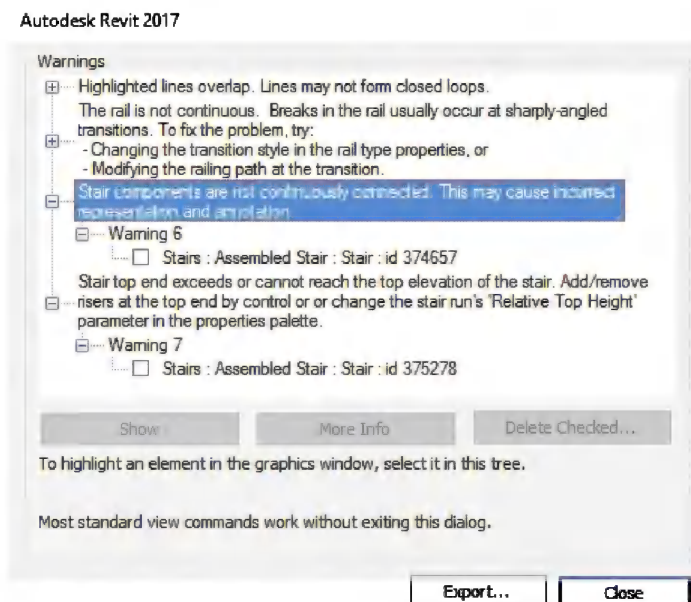 Autodesk Revit 2017
Warnings
Highlighted lines overlap. Lines may not form closed loops.
The rail is not continuous. Breaks in the rail usually occur at sharply-angled
transitions. To fix the problem, try:
- Changing the transition style in the rail type properties, or
- Modifying the railing path at the transition.
Stair components are not continuously connected. This may cause incorrect
representation and annotation.
Warning 6
Stairs : Assembled Stair : Stair : id 374657
Stair top end exceeds or cannot reach the top elevation of the stair. Add/remove
risers at the top end by control or or change the stair run's 'Relative Top Height'
parameter in the properties palette.
Warning 7
Stairs : Assembled Stair : Stair : id 375278
Show
More Info
Delete Checked...
To highlight an element in the graphics window, select it in this tree.
Most standard view commands work without exiting this dialog.
Export...
Close